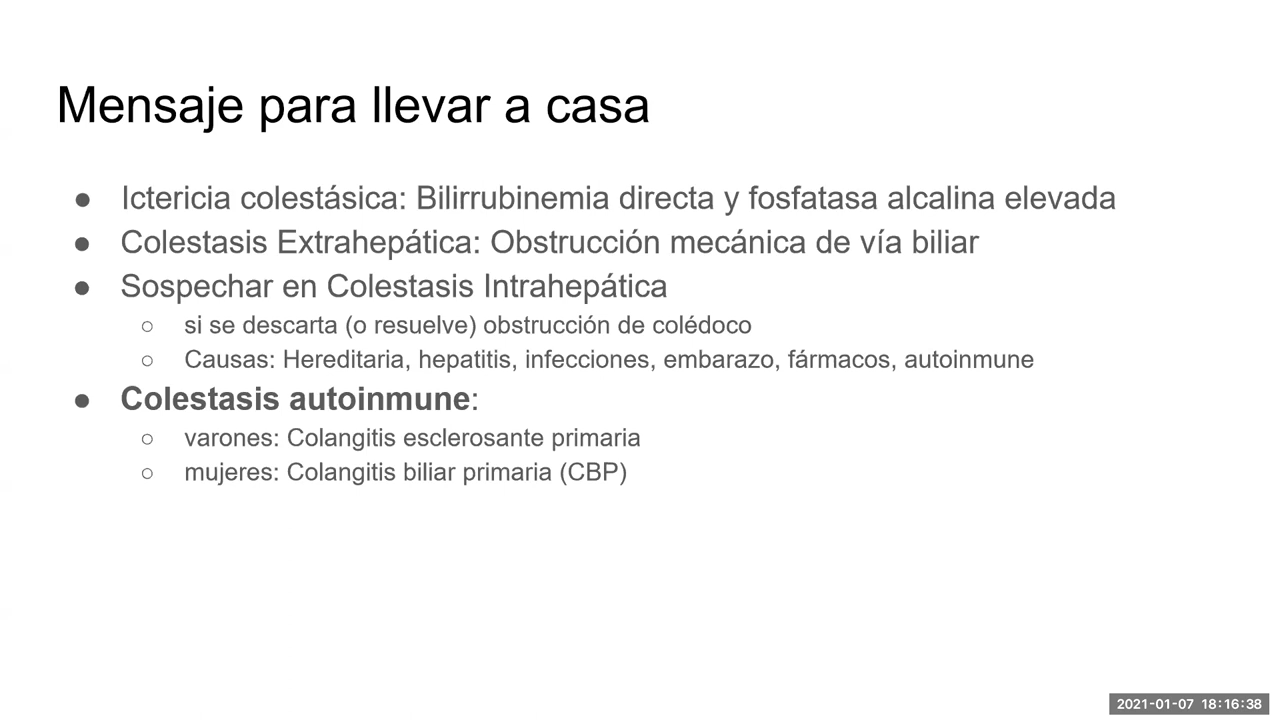 Mensaje para llevar a casa
● Ictericia colestásica: Bilirrubinemia directa y fosfatasa alcalina elevada
● Colestasis Extrahepática: Obstrucción mecánica de vía biliar
● Sospechar en Colestasis Intrahepática
○ si se descarta (o resuelve) obstrucción de colédoco
○ Causas: Hereditaria, hepatitis, infecciones, embarazo, fármacos, autoinmune
● Colestasis autoinmune:
○ varones: Colangitis esclerosante primaria
○ mujeres: Colangitis biliar primaria (CBP)
2021-01-07 18:16:38